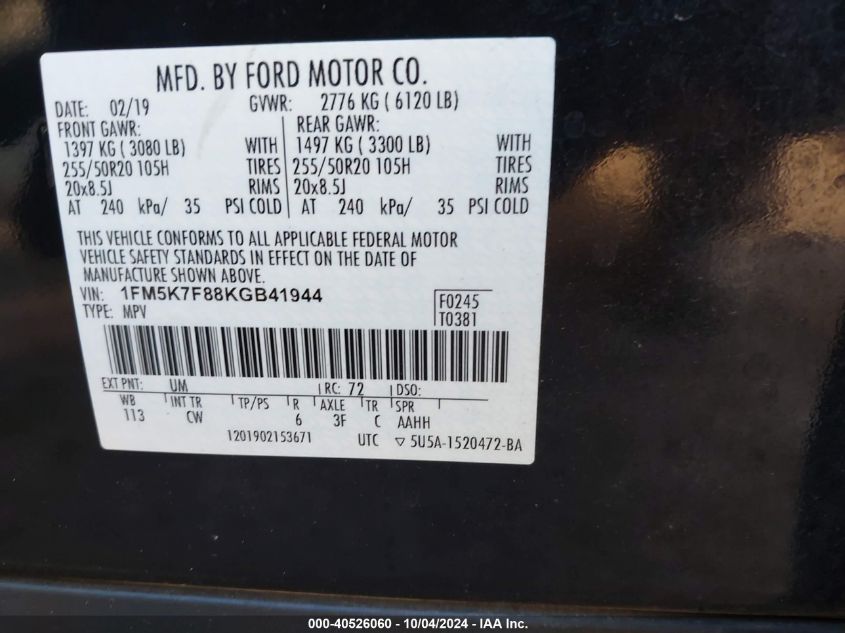 MFD. BY FORD MOTOR CO.
DATE: 02/19 GVWR: 2776 KG ( 6120 LB)
FRONT GAWR: REAR GAWR:
1397 KG ( 3080 LB) WITH 1497 KG ( 3300 LB) WITH
255/50R20 105H TIRES 255/50R20 105H TIRES
20x8.5J RIMS 20x8.5J RIMS
AT 240 kPa/ 35 PSI COLD AT 240 kPa/ 35 PSI COLD
THIS VEHICLE CONFORMS TO ALL APPLICABLE FEDERAL MOTOR
VEHICLE SAFETY STANDARDS IN EFFECT ON THE DATE OF
MANUFACTURE SHOWN ABOVE.
VIN: 1FM5K7F88KGB41944 F0245
TYPE: MPV T0381
EXT PNT: UM RC: 72 DSO:
WB INT TR TP/PS R AXLE TR SPR
113 CW 6 3F C AAHH
1201902153671 UTC ▽ 5U5A-1520472-BA
000-40526060 - 10/04/2024 - IAA Inc.